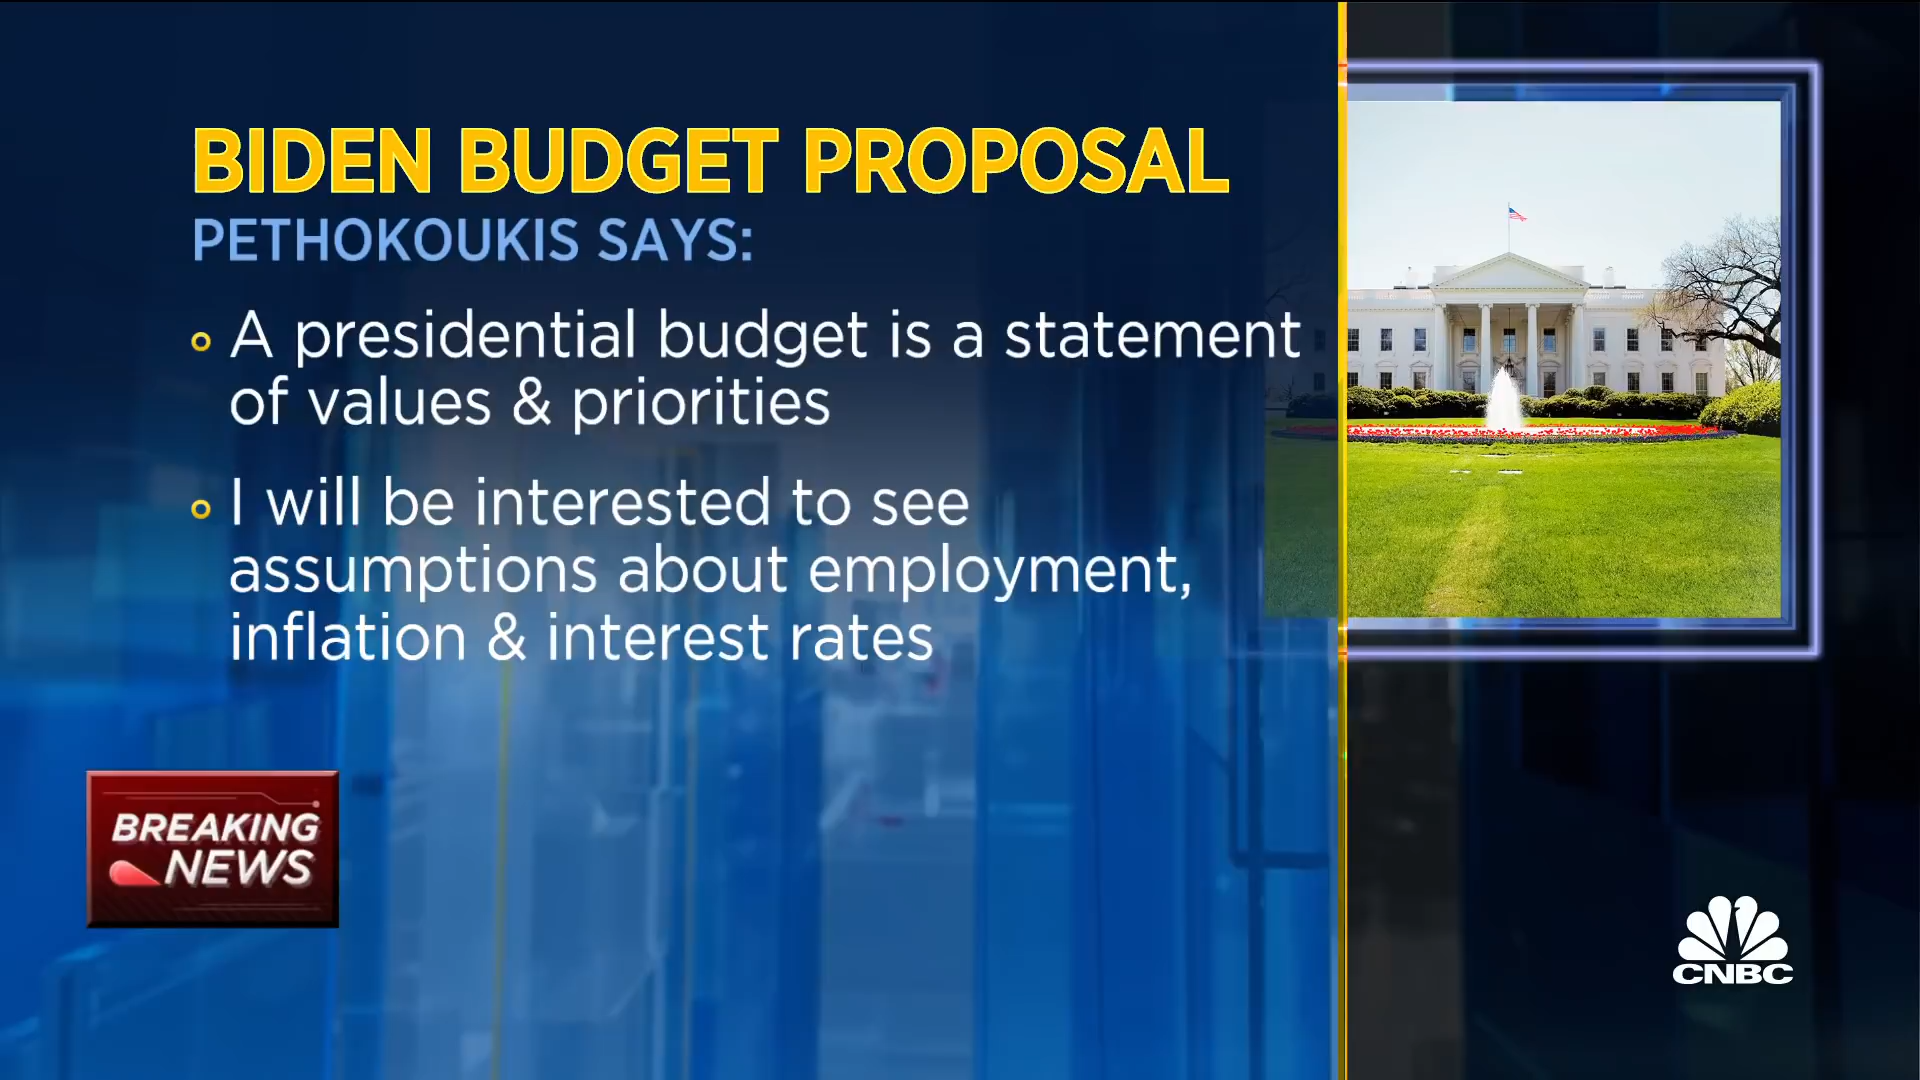 BIDEN BUDGET PROPOSAL
PETHOKOUKIS SAYS:
A presidential budget is a statement
of values & priorities
I will be interested to see
assumptions about employment,
inflation & interest rates
BREAKING
NEWS
CNBC